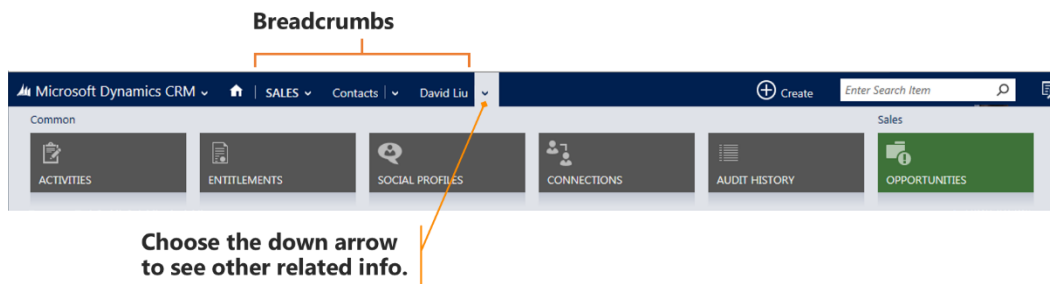 Breadcrumbs
Microsoft Dynamics CRM | SALES Contacts | David Liu Create Enter Search Item
Common Sales
ACTIVITIES ENTITLEMENTS SOCIAL PROFILES CONNECTIONS AUDIT HISTORY OPPORTUNITIES
Choose the down arrow
to see other related info.